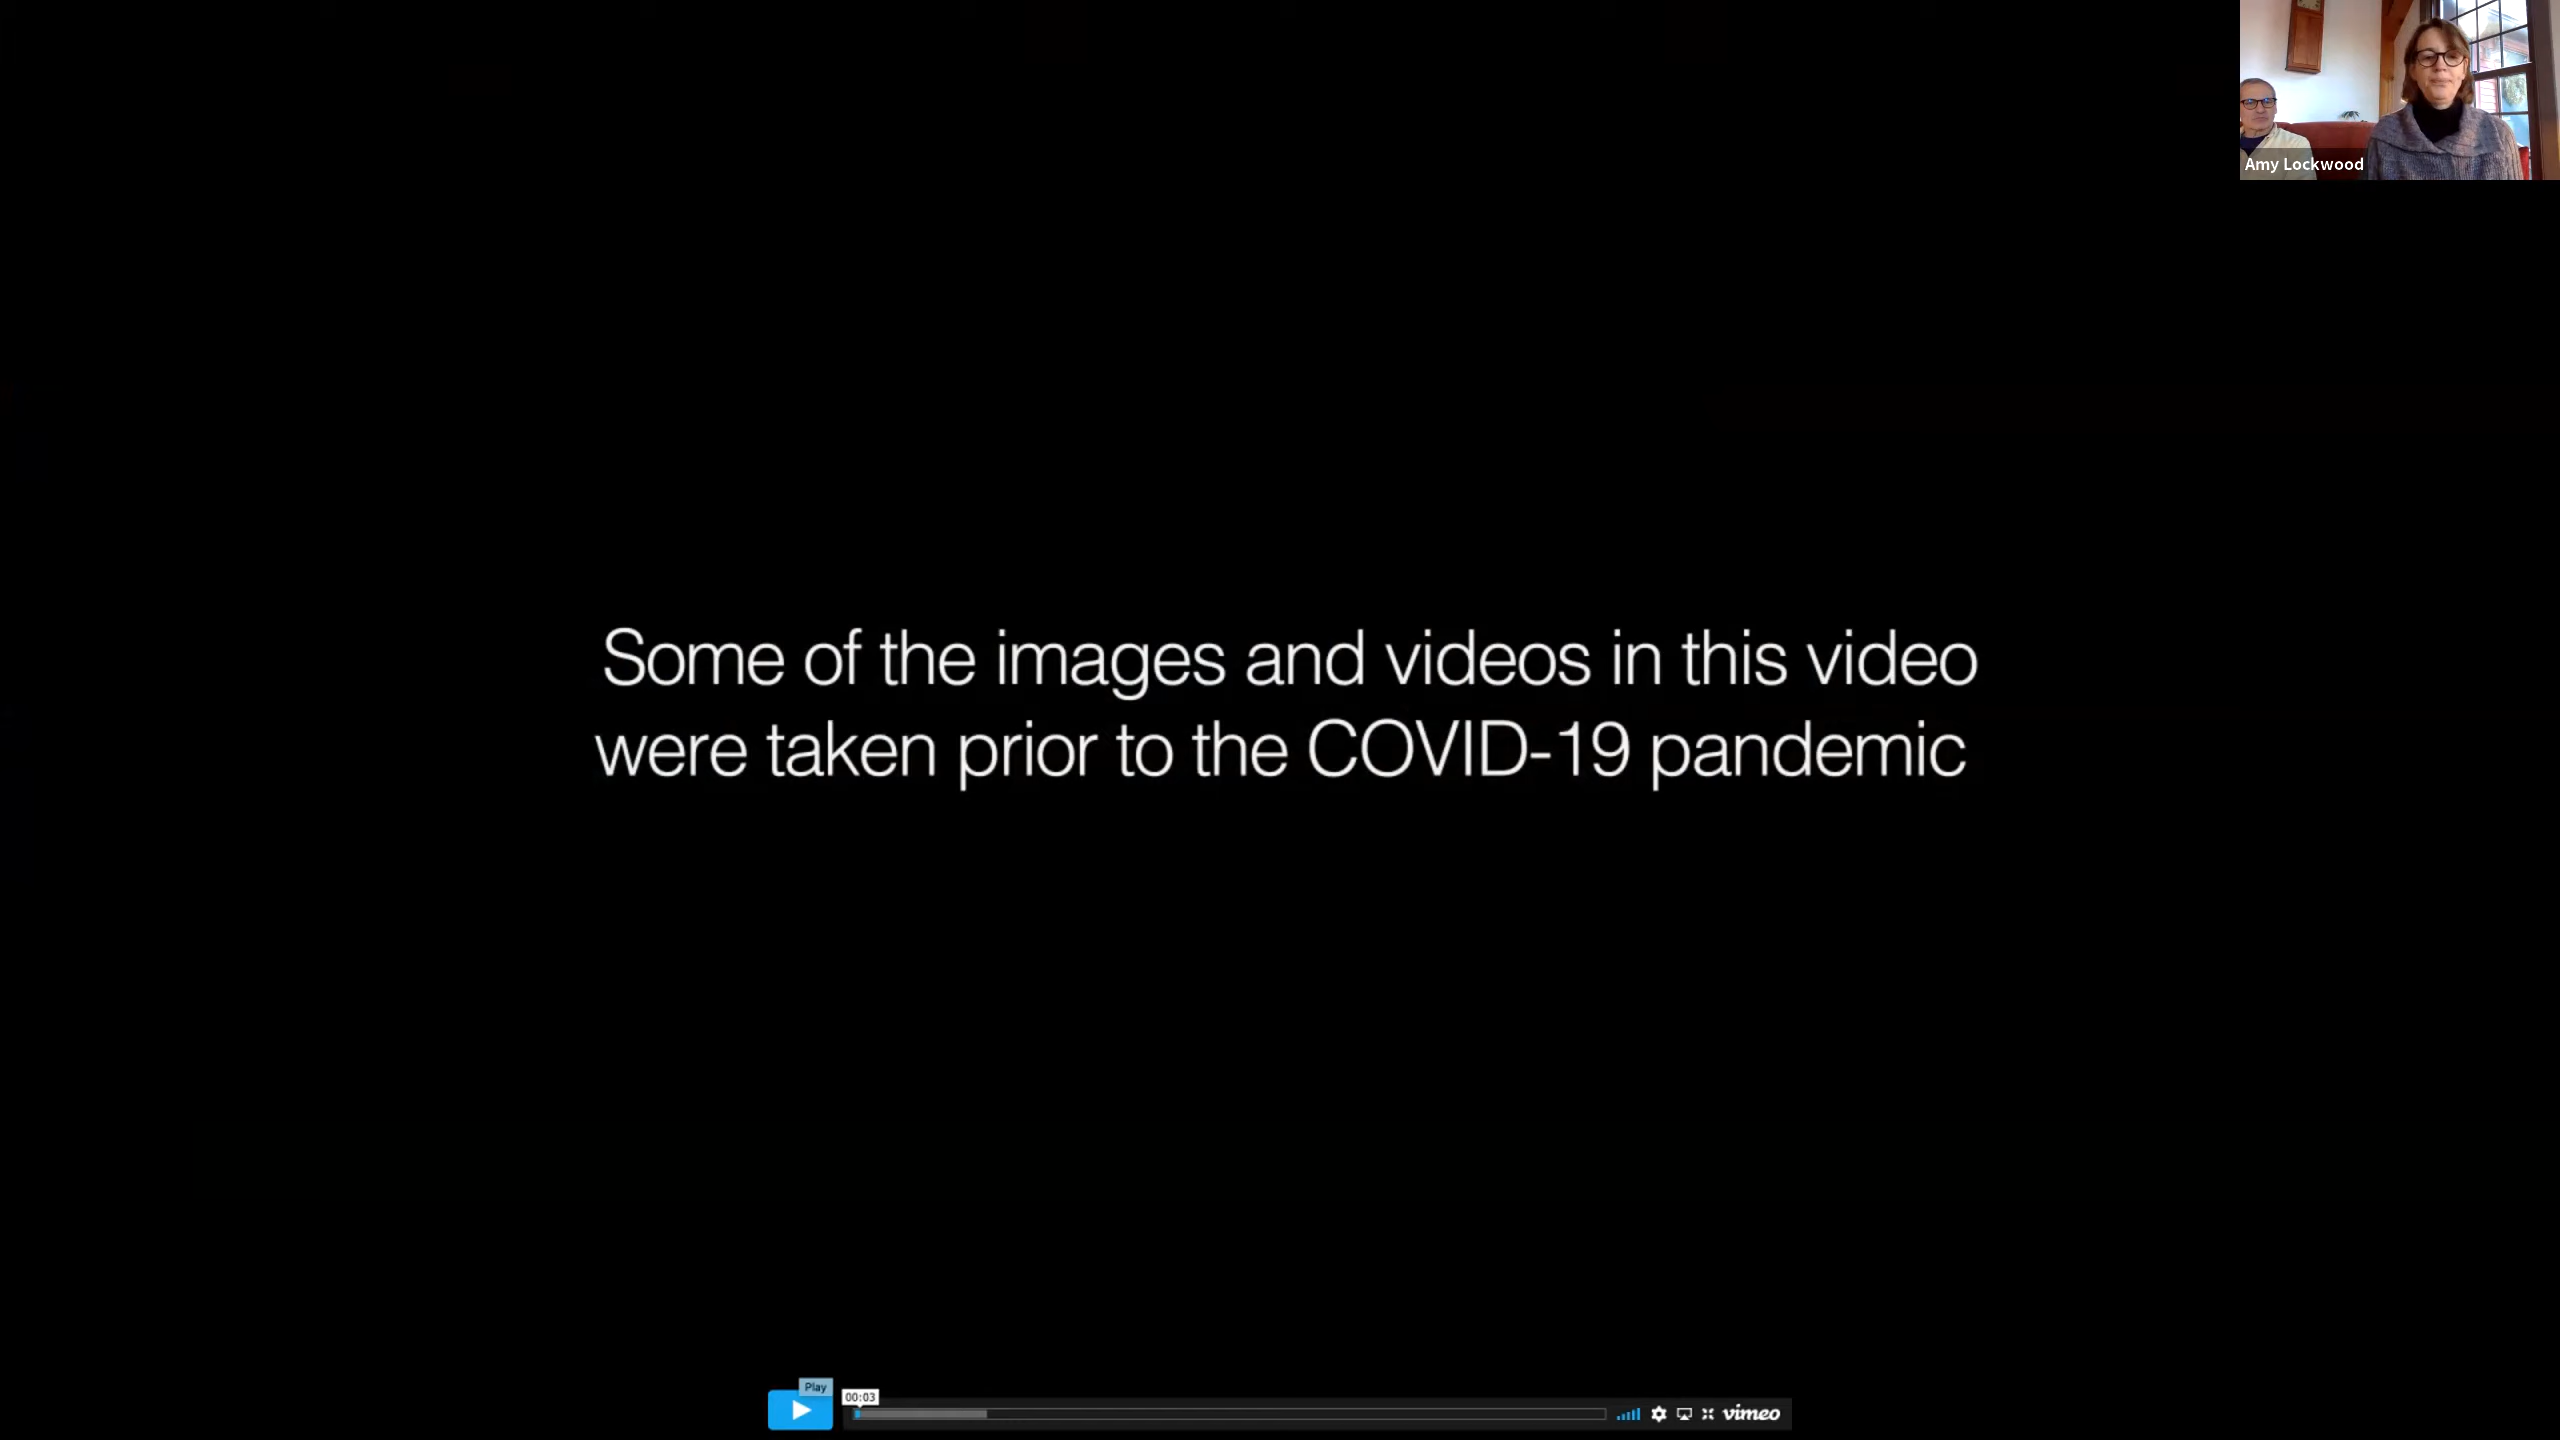 Amy Lockwood
Some of the images and videos in this video
were taken prior to the COVID-19 pandemic
Play
00:03
vimeo